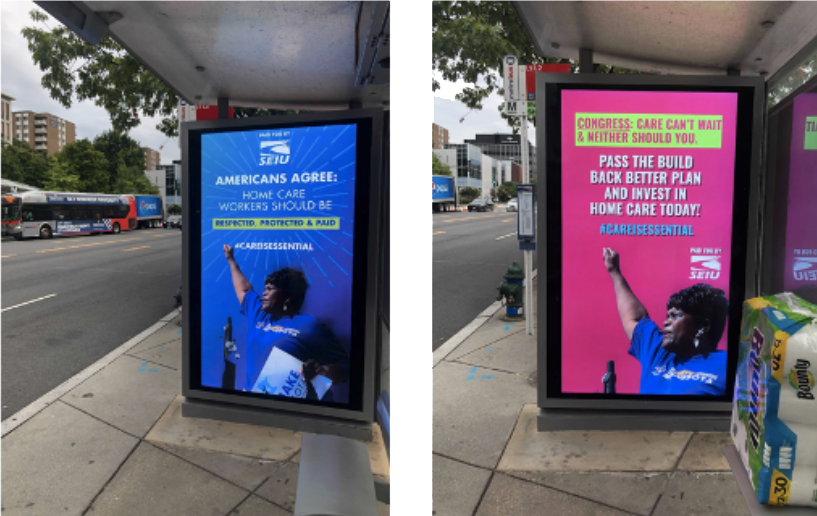 PAID FOR BY
SEIU
AMERICANS AGREE:
HOME CARE
WORKERS SHOULD BE
RESPECTED, PROTECTED & PAID
#CAREISESSENTIAL
M
CONGRESS: CARE CAN'T WAIT
& NEITHER SHOULD YOU.
PASS THE BUILD
BACK BETTER PLAN
AND INVEST IN
HOME CARE TODAY!
#CAREISESSENTIAL
PAID FOR BY
SEIU
Bounty
Bounty